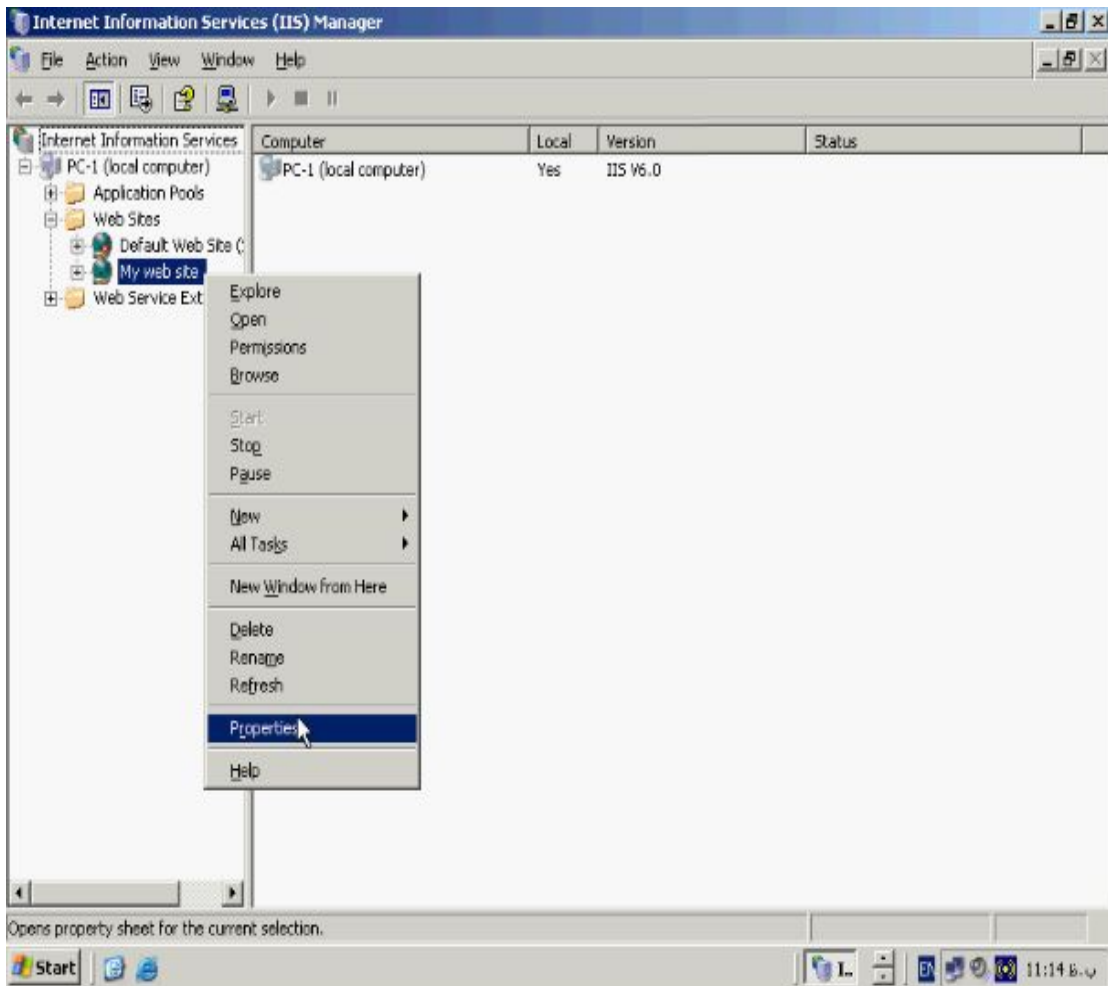 Internet Information Services (IIS) Manager
File Action View Window Help
Internet Information Services
Computer Local Version Status
PC-1 (local computer)
PC-1 (local computer) Yes IIS V6.0
Application Pools
Web Sites
Default Web Site (
My web site
Web Service Ext
Explore
Open
Permissions
Browse
Start
Stop
Pause
New
All Tasks
New Window from Here
Delete
Rename
Refresh
Properties
Help
Opens property sheet for the current selection.
Start I... EN 11:14 ب.ظ